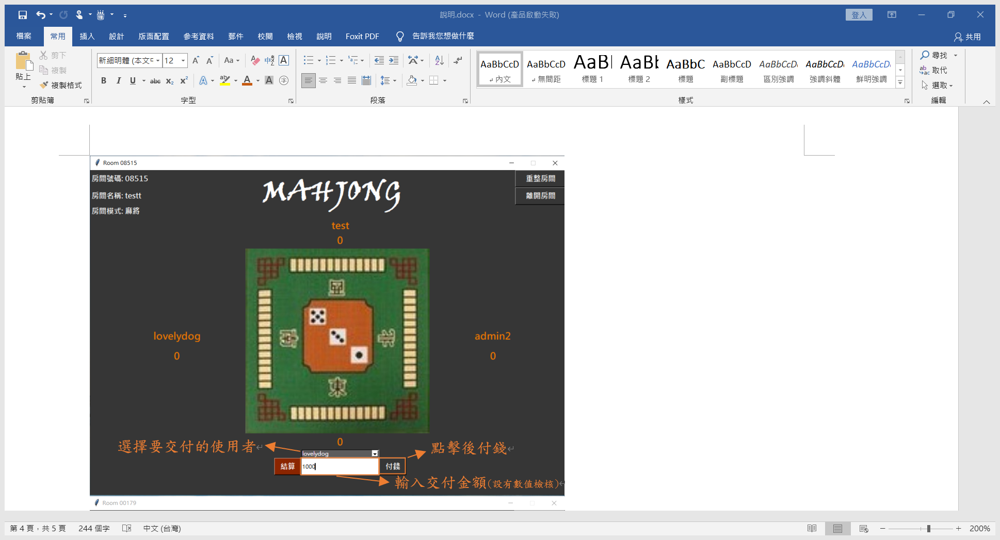 說明.docx - Word (產品啟動失敗)
登入
檔案 常用 插入 設計 版面配置 參考資料 郵件 校閱 檢視 說明 Foxit PDF 告訴我您想做什麼
共用
貼上
剪下
複製
複製格式
剪貼簿
新細明體 (本文中
12
Aa
B I U abc x₂ x²
字型
段落
AaBbCcD AaBbCcD AaBl AaBb AaBbC AaBbCcD AaBbCcD AaBbCcD AaBbCcD
內文 無間距 標題 1 標題 2 標題 副標題 區別強調 強調斜體 鮮明強調
樣式
尋找
取代
選取
編輯
Room 08515
房間號碼: 08515
房間名稱: testt
房間模式: 麻將
MAHJONG
重整房間
離開房間
test
0
lovelydog
0
admin2
0
東
0
選擇要交付的使用者
lovelydog
點擊後付錢
結算
1000
付錢
輸入交付金額(設有數值檢核)
Room 00179
第 4 頁，共 5 頁 244 個字 中文 (台灣)
200%